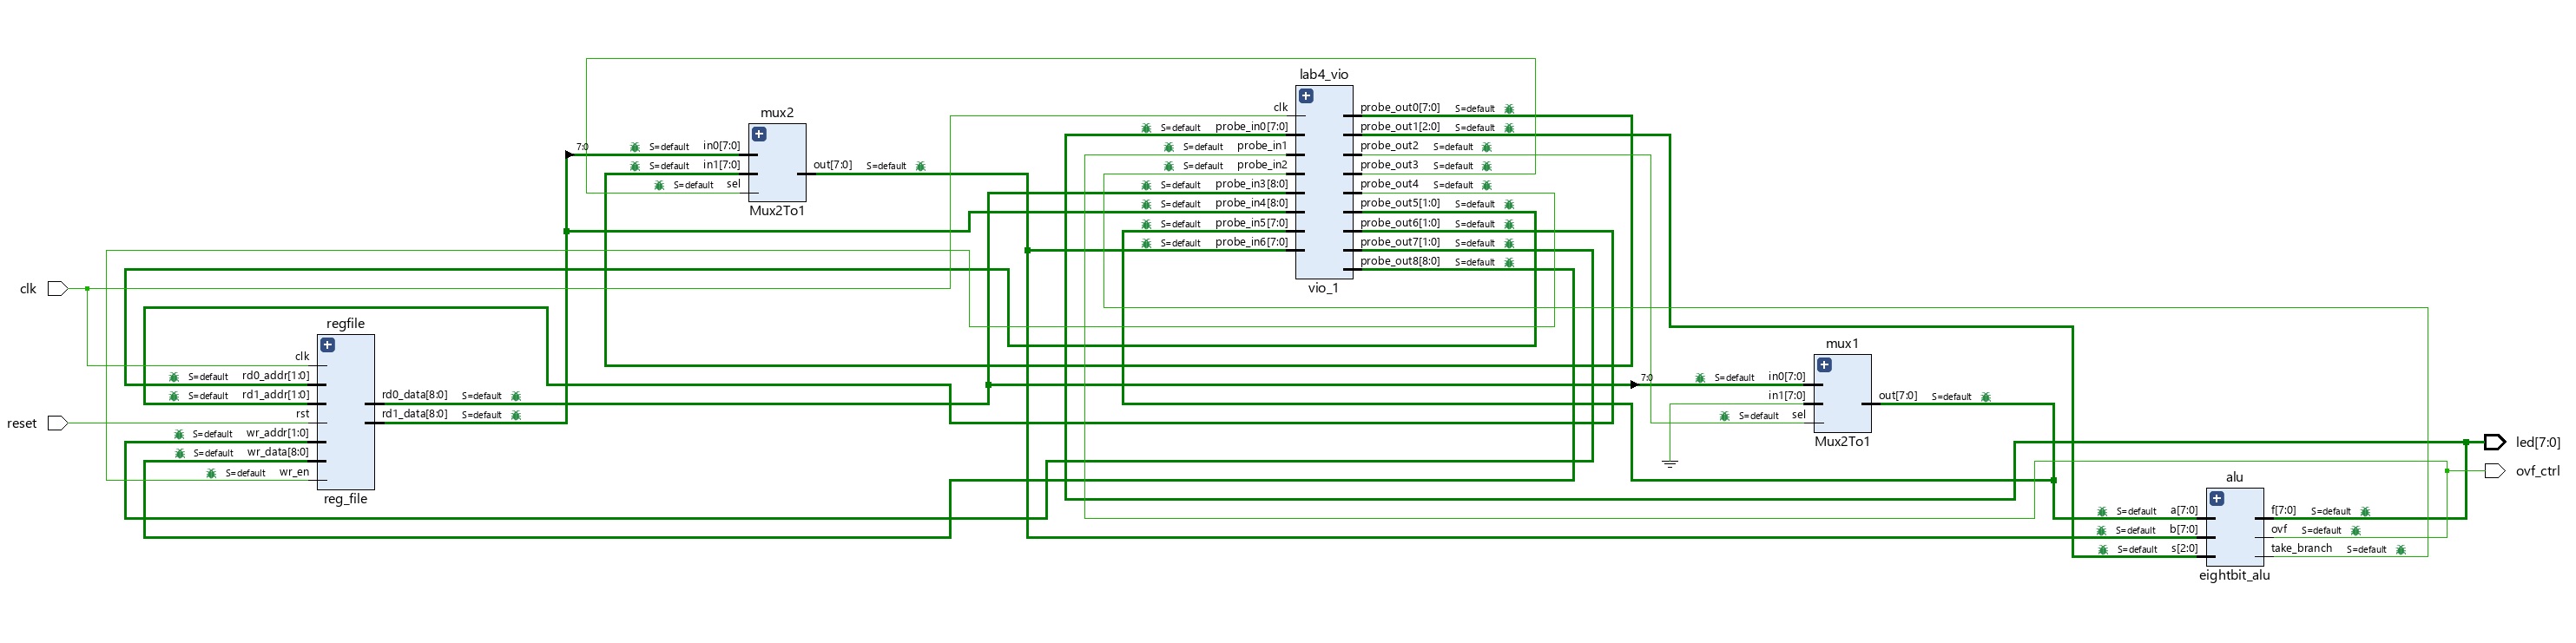 clk
reset
regfile
clk
S=default rd0_addr[1:0]
S=default rd1_addr[1:0]
rst
S=default wr_addr[1:0]
S=default wr_data[8:0]
S=default wr_en
rd0_data[8:0] S=default
rd1_data[8:0] S=default
reg_file
mux2
7:0
S=default in0[7:0]
S=default in1[7:0]
S=default sel
out[7:0] S=default
Mux2To1
lab4_vio
clk
S=default probe_in0[7:0]
S=default probe_in1
S=default probe_in2
S=default probe_in3[8:0]
S=default probe_in4[8:0]
S=default probe_in5[7:0]
S=default probe_in6[7:0]
probe_out0[7:0] S=default
probe_out1[2:0] S=default
probe_out2 S=default
probe_out3 S=default
probe_out4 S=default
probe_out5[1:0] S=default
probe_out6[1:0] S=default
probe_out7[1:0] S=default
probe_out8[8:0] S=default
vio_1
mux1
7:0
S=default in0[7:0]
in1[7:0]
S=default sel
out[7:0] S=default
Mux2To1
alu
S=default a[7:0]
S=default b[7:0]
S=default s[2:0]
f[7:0] S=default
ovf S=default
take_branch S=default
eightbit_alu
led[7:0]
ovf_ctrl